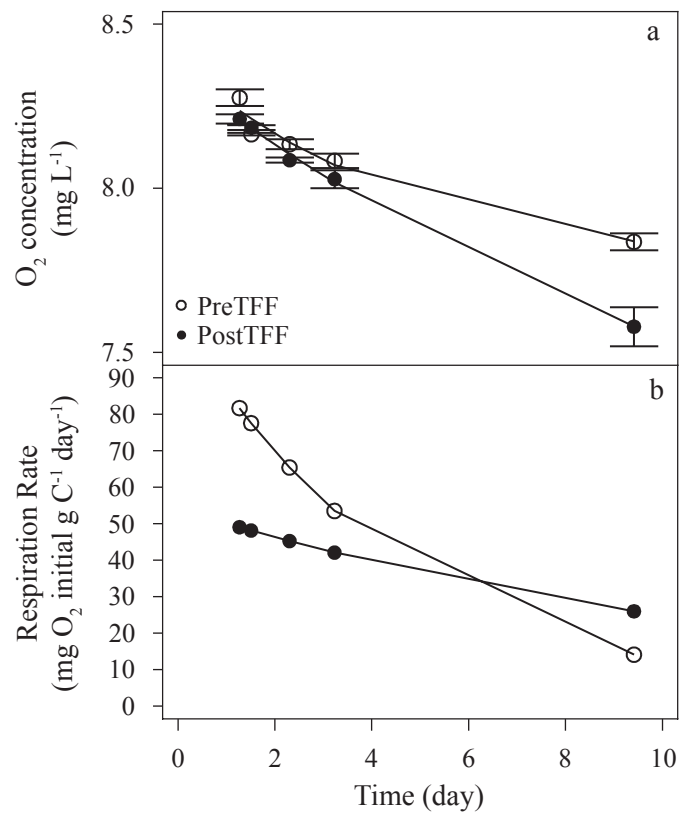 8.5
a
8.0
7.5
O₂ concentration
(mg L⁻¹)
PreTFF
PostTFF
90
b
80
70
60
50
40
30
20
10
0
Respiration Rate
(mg O₂ initial g C⁻¹ day⁻¹)
0 2 4 6 8 10
Time (day)